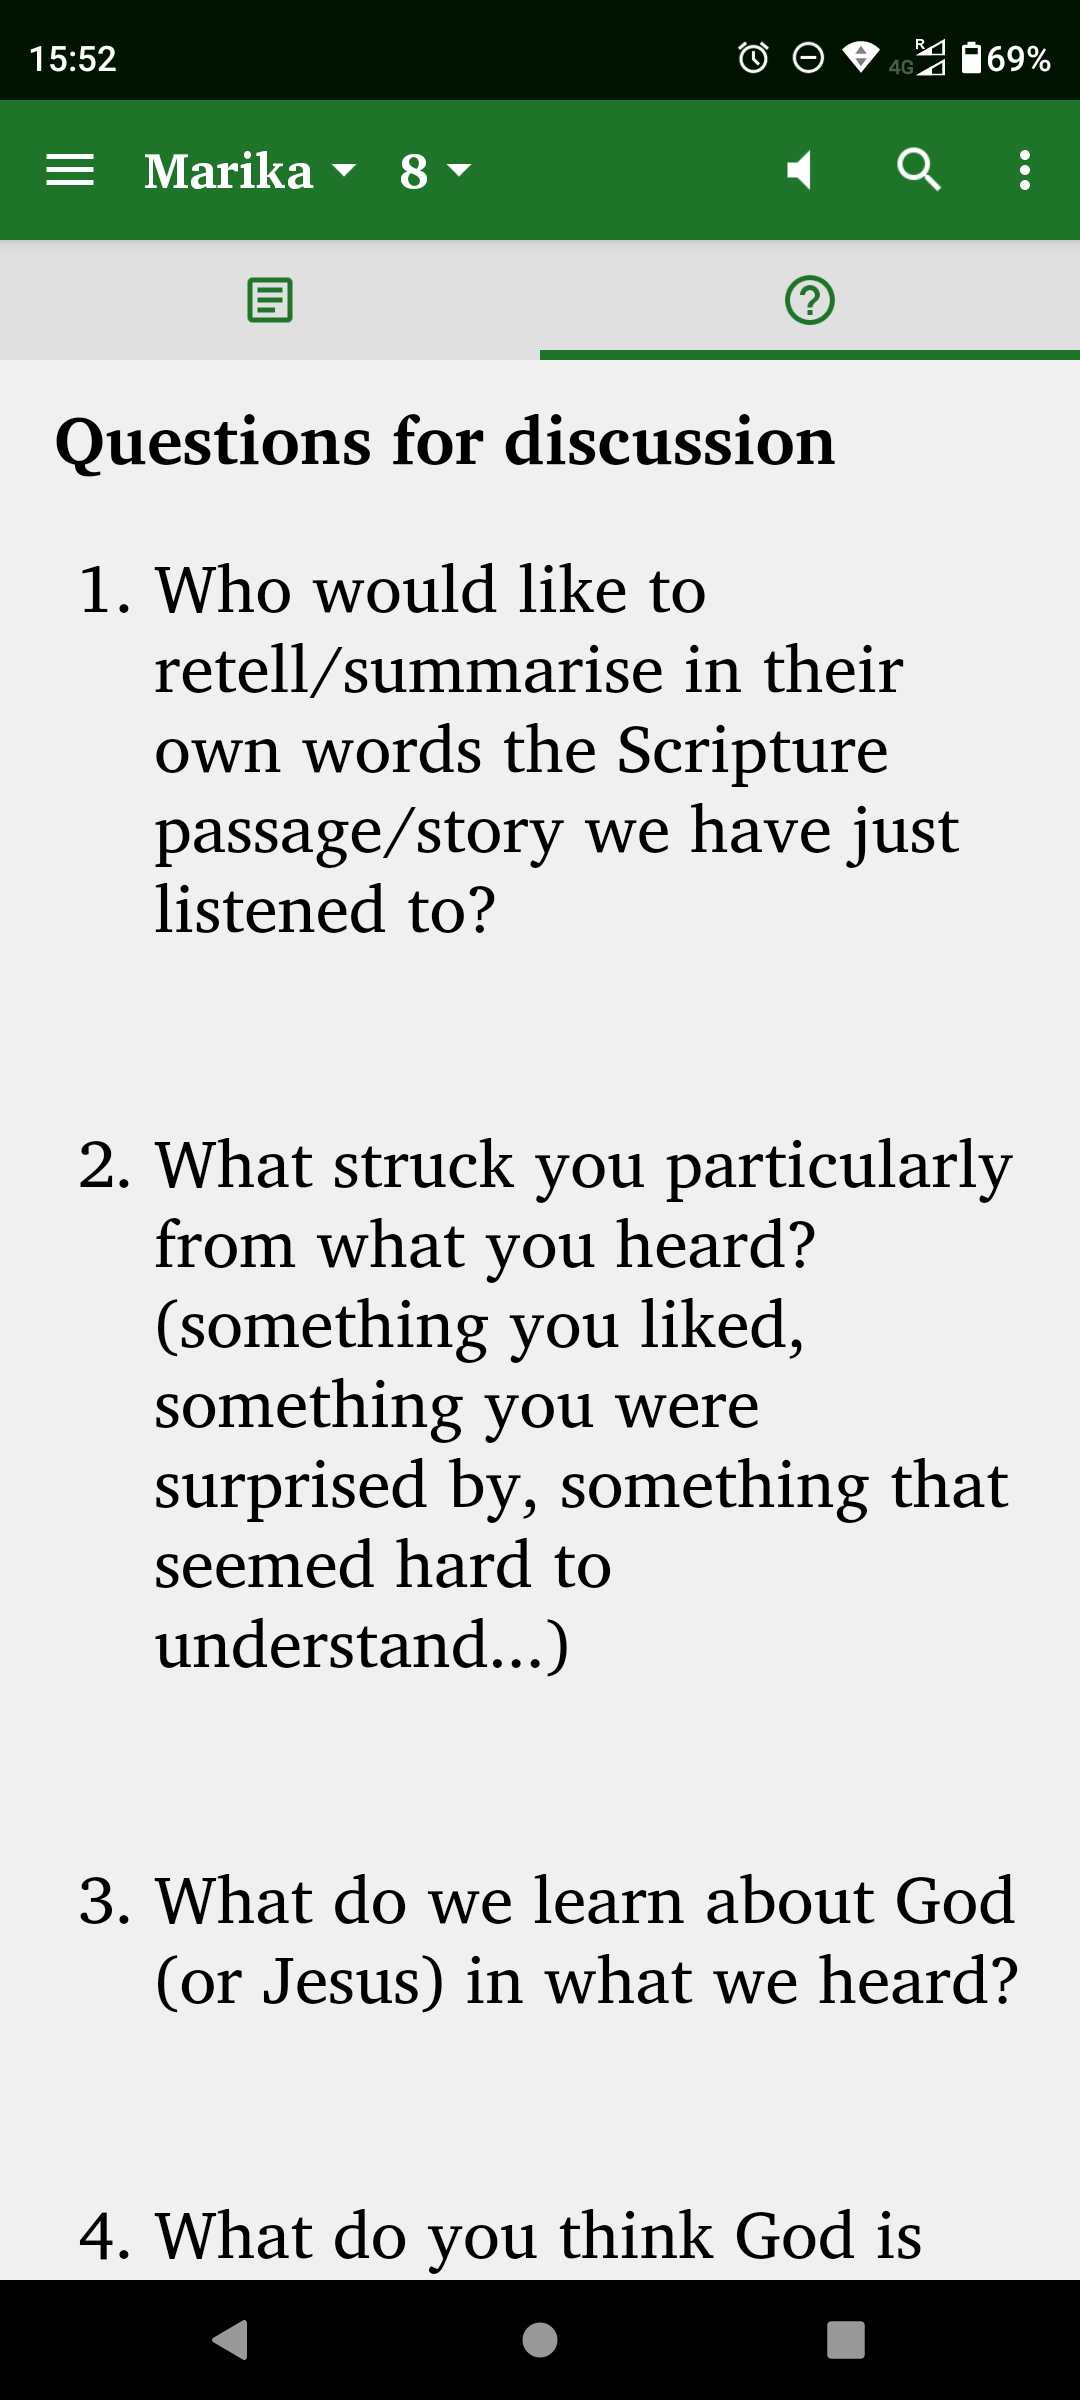 15:52
4G R 69%
Marika 8
Questions for discussion
1. Who would like to
retell/summarise in their
own words the Scripture
passage/story we have just
listened to?
2. What struck you particularly
from what you heard?
(something you liked,
something you were
surprised by, something that
seemed hard to
understand...)
3. What do we learn about God
(or Jesus) in what we heard?
4. What do you think God is